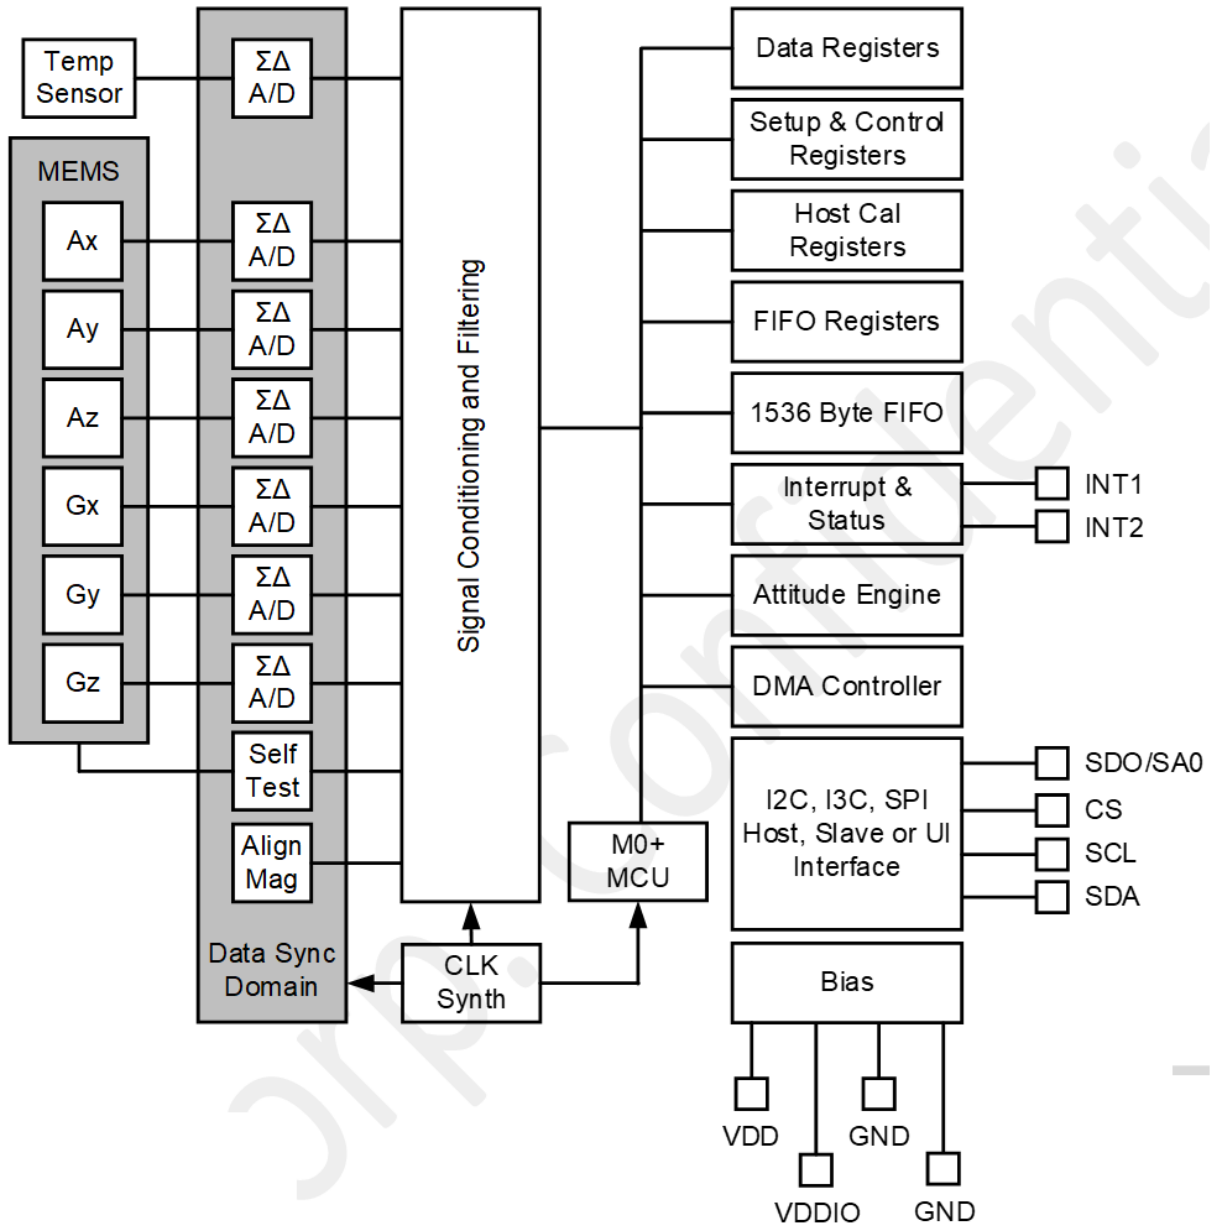 Temp
Sensor
MEMS
Ax
Ay
Az
Gx
Gy
Gz
ΣΔ
A/D
ΣΔ
A/D
ΣΔ
A/D
ΣΔ
A/D
ΣΔ
A/D
ΣΔ
A/D
ΣΔ
A/D
Self
Test
Align
Mag
Data Sync
Domain
Signal Conditioning and Filtering
CLK
Synth
M0+
MCU
Data Registers
Setup & Control
Registers
Host Cal
Registers
FIFO Registers
1536 Byte FIFO
Interrupt &
Status
INT1
INT2
Attitude Engine
DMA Controller
I2C, I3C, SPI
Host, Slave or UI
Interface
SDO/SA0
CS
SCL
SDA
Bias
VDD
GND
VDDIO
GND
orp. Confidentia